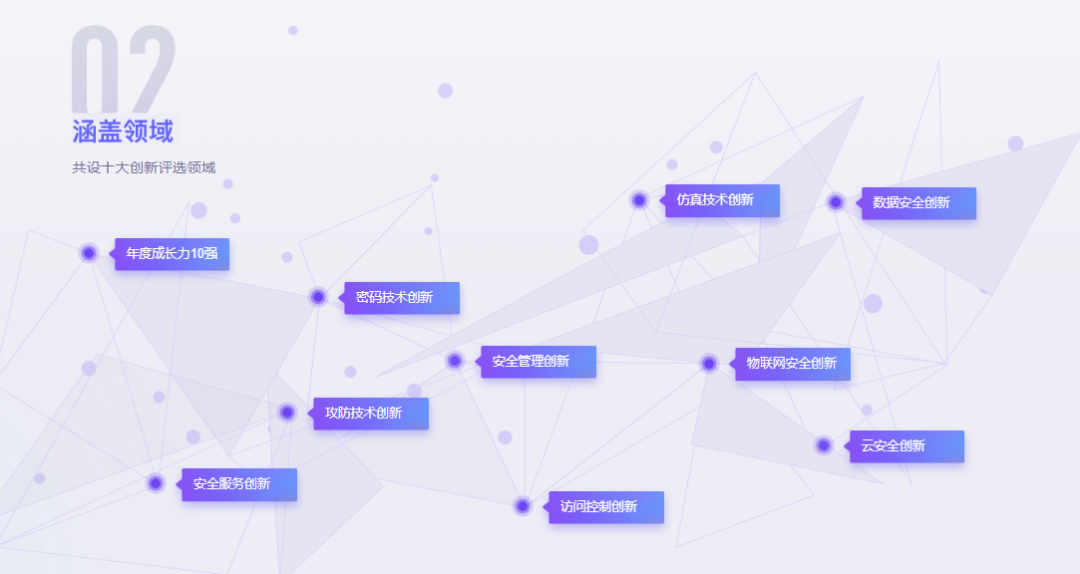 02
涵盖领域
共设十大创新评选领域
仿真技术创新
数据安全创新
年度成长力10强
密码技术创新
安全管理创新
物联网安全创新
攻防技术创新
云安全创新
安全服务创新
访问控制创新